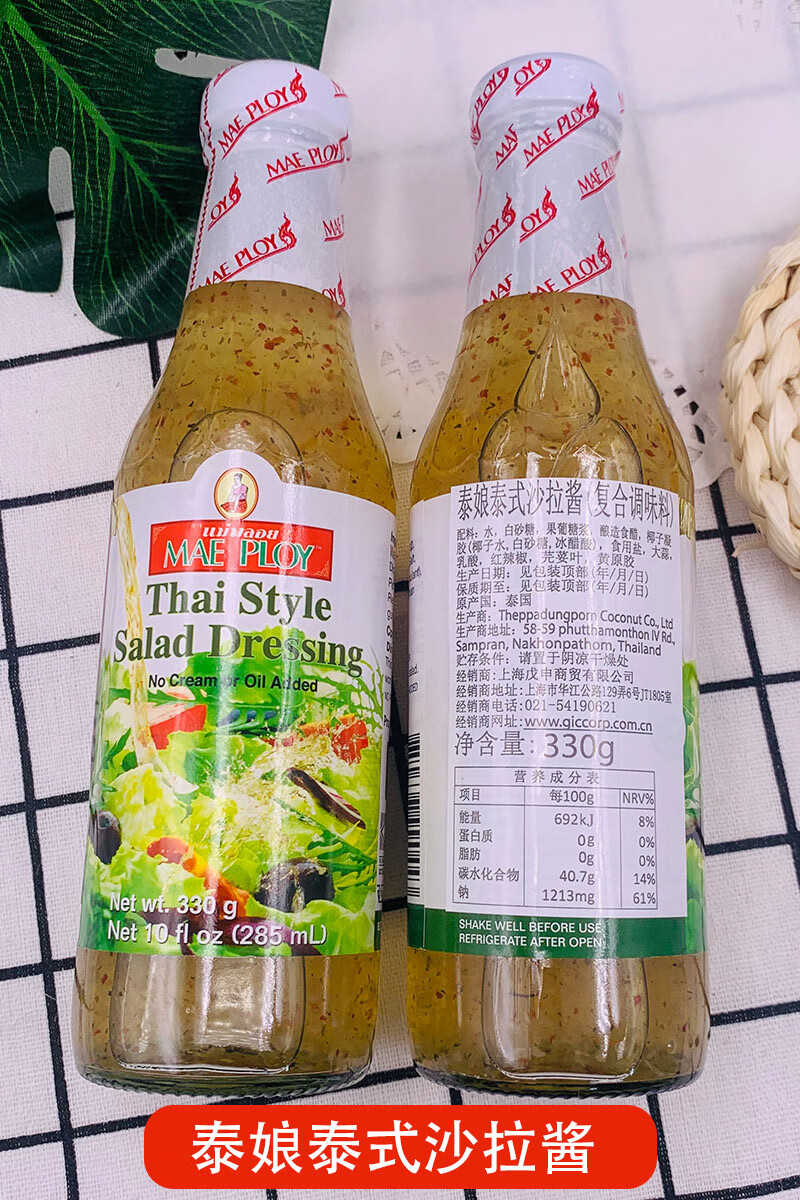 MAE PLOY
MAE PLOY
MAE PLOY
MAE PLOY
MAE PLOY
แม่พลอย
MAE PLOY
Thai Style
Salad Dressing
No Cream or Oil Added
Net wt. 330 g
Net 10 fl oz (285 mL)
泰娘泰式沙拉酱(复合调味料)
配料：水，白砂糖，果葡糖浆，酿造食醋，椰子凝
胶(椰子水,白砂糖,冰醋酸)，食用盐，大蒜，
乳酸，红辣椒，芫荽叶，黄原胶
生产日期：见包装顶部(年/月/日)
保质期至：见包装顶部(年/月/日)
原产国：泰国
生产商：Theppadungporn Coconut Co., Ltd
生产商地址：58-59 phutthamonthon IV Rd.,
Sampran, Nakhonpathom, Thailand
贮存条件：请置于阴凉干燥处
经销商：上海戊申商贸有限公司
经销商地址：上海市华江公路129弄6号JT1805室
经销商电话：021-54190621
经销商网址：www.gjccorp.com.cn
净含量：330g
营养成分表
项目 每100g NRV%
能量 692kJ 8%
蛋白质 0g 0%
脂肪 0g 0%
碳水化合物 40.7g 14%
钠 1213mg 61%
SHAKE WELL BEFORE USE
REFRIGERATE AFTER OPEN
泰娘泰式沙拉酱